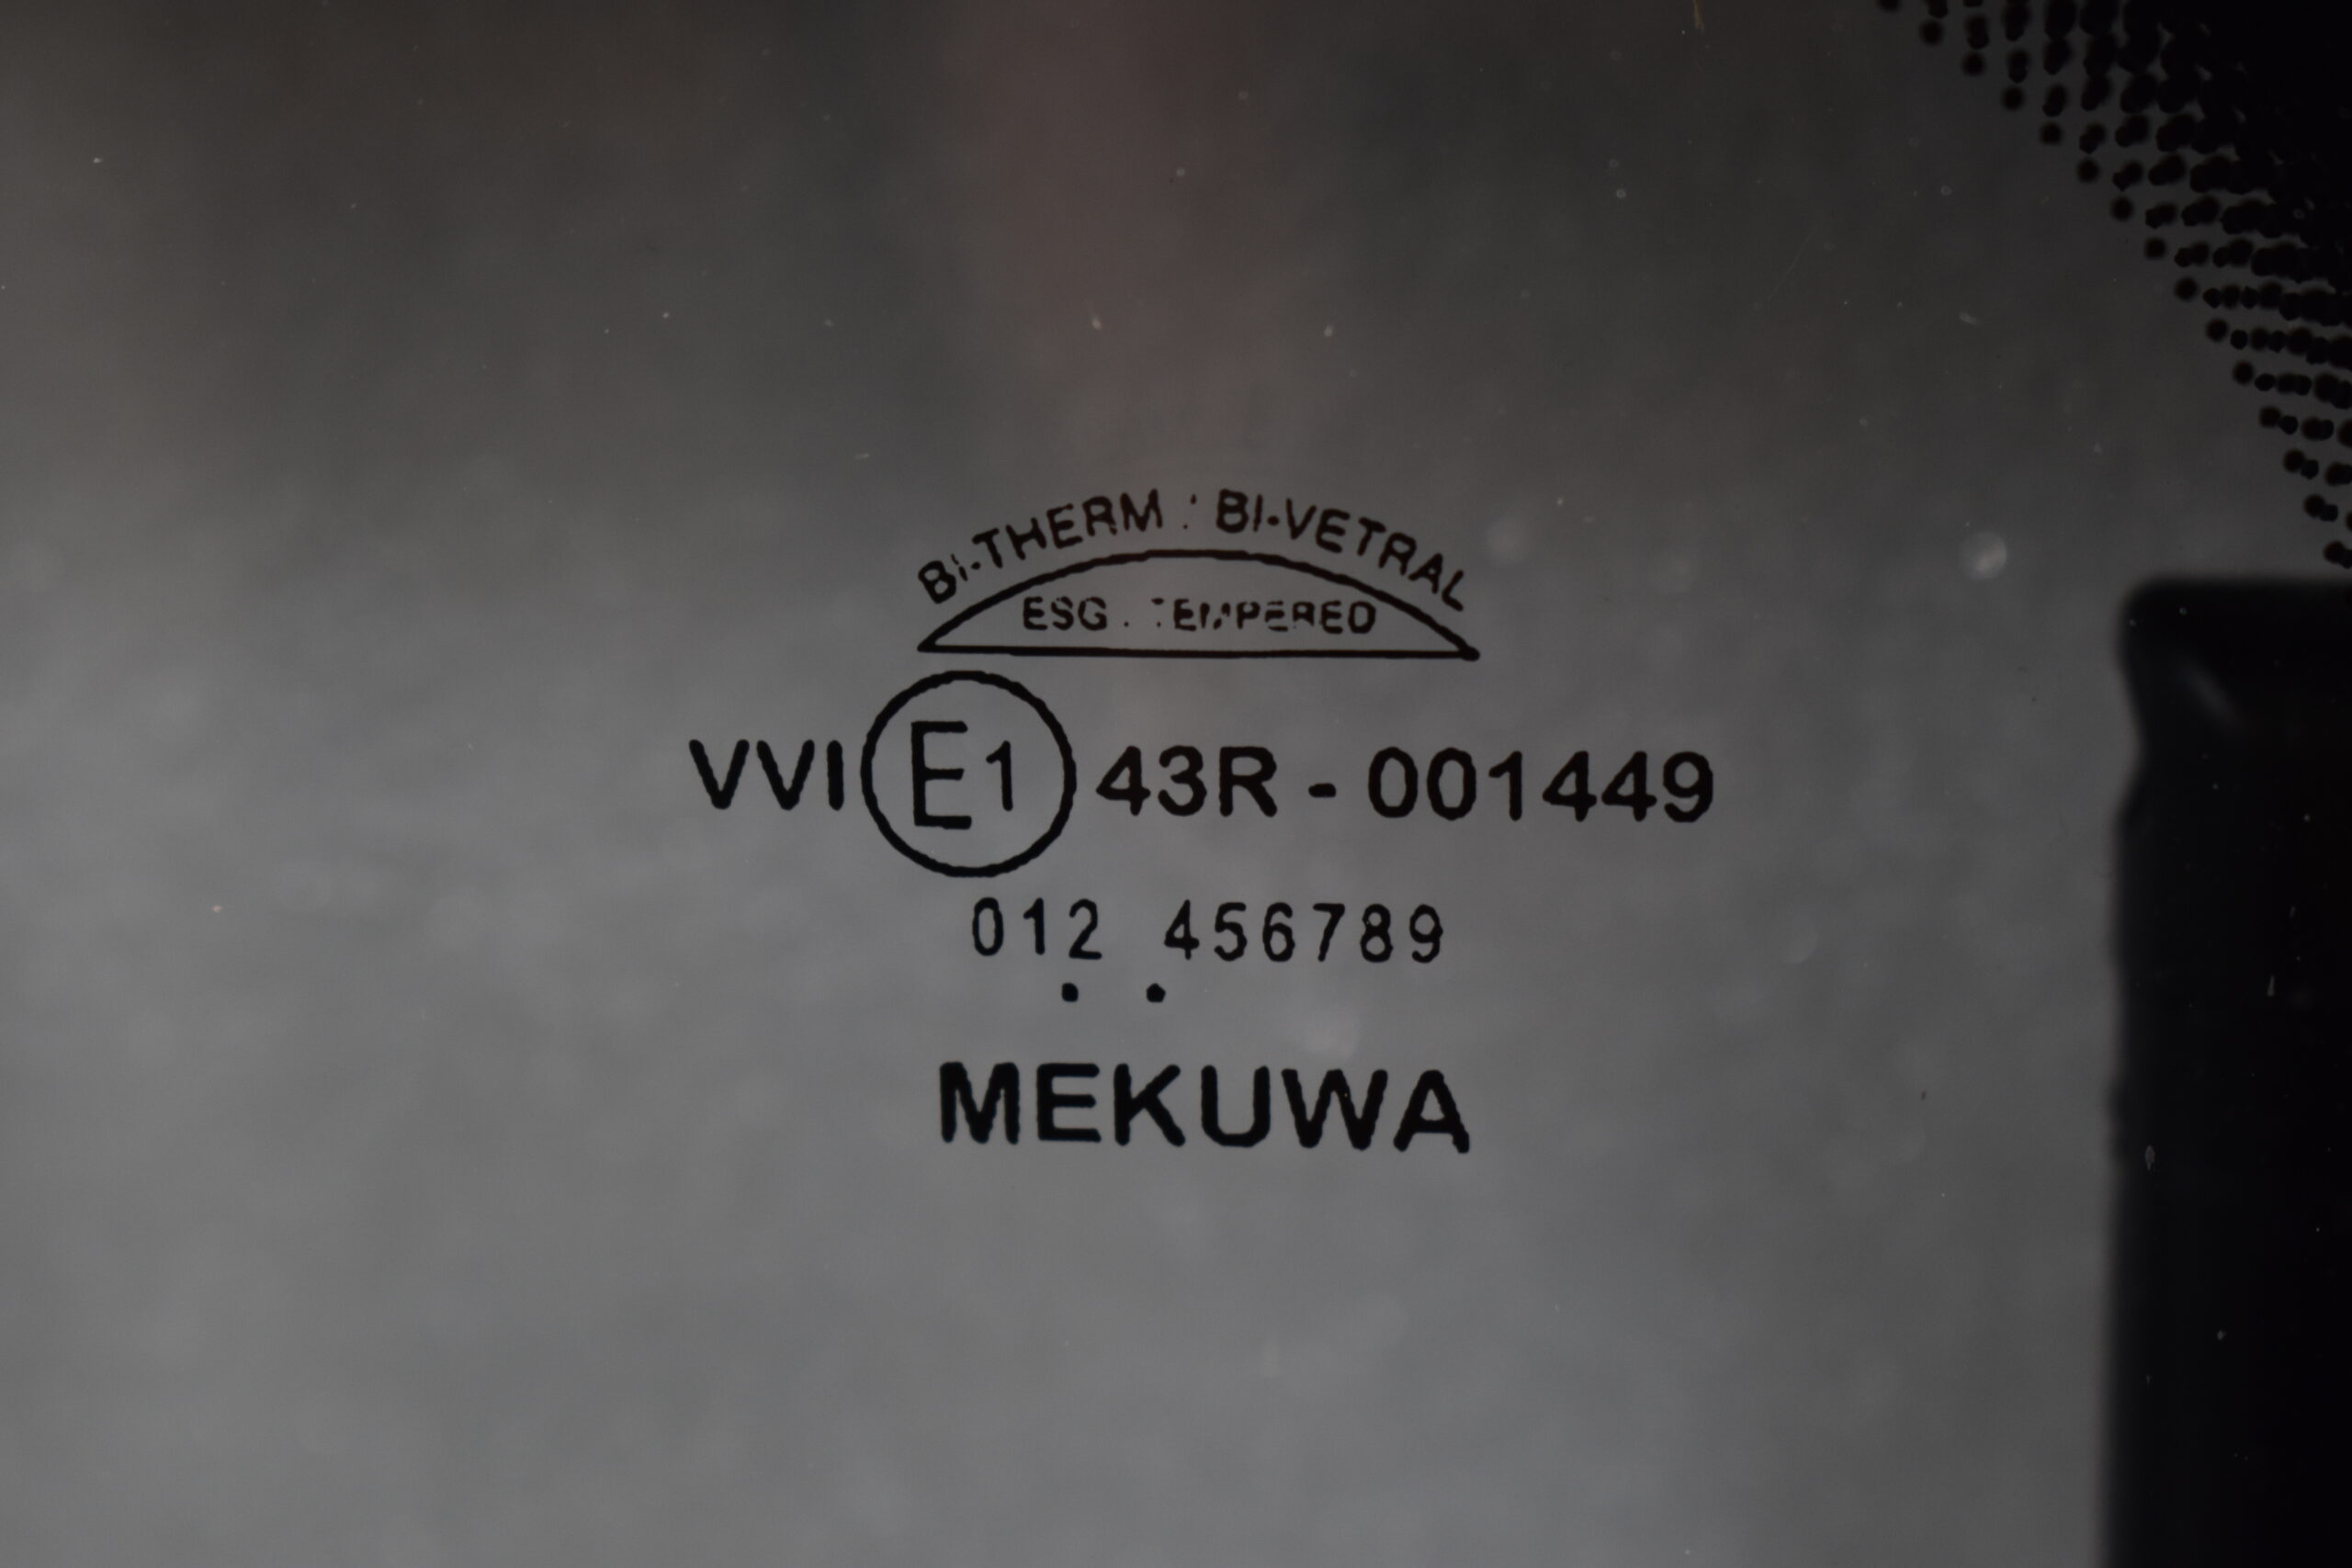 BI-THERM : BI-VETRAL
ESG . TEMPERED
VVI E1 43R - 001449
012 456789
. .
MEKUWA